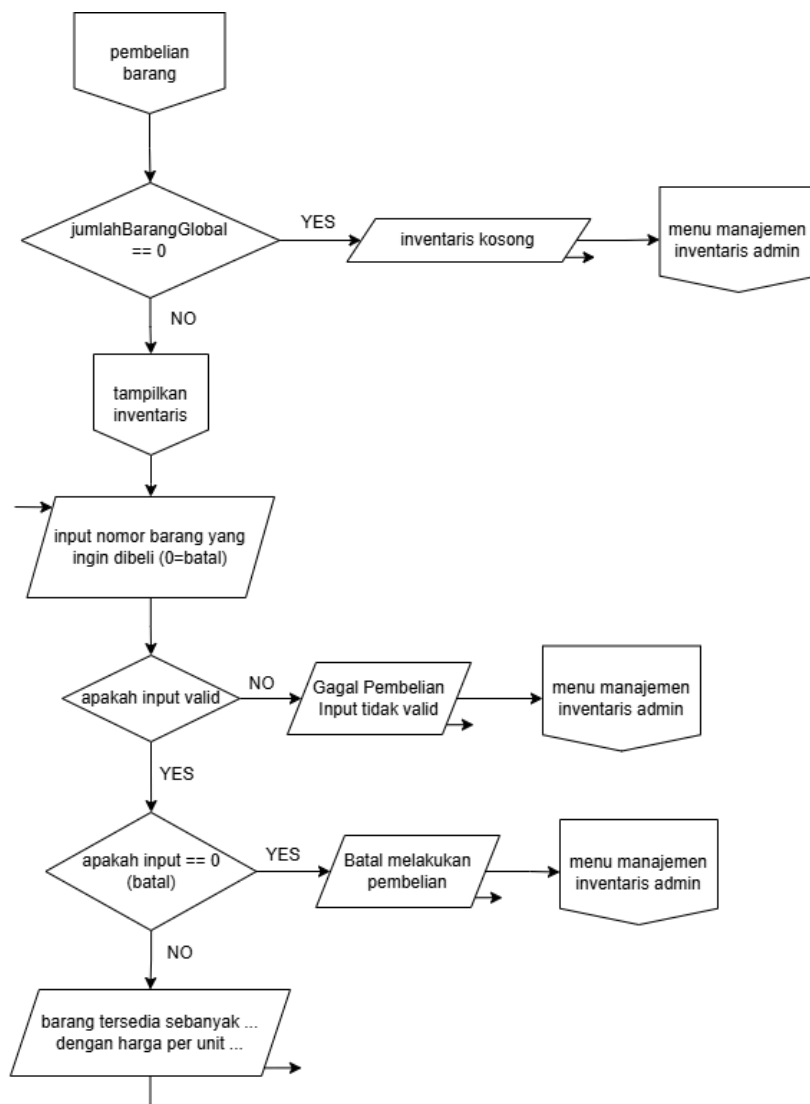 pembelian
barang
jumlahBarangGlobal
== 0
YES
inventaris kosong
menu manajemen
inventaris admin
NO
tampilkan
inventaris
input nomor barang yang
ingin dibeli (0=batal)
apakah input valid
NO
Gagal Pembelian
Input tidak valid
menu manajemen
inventaris admin
YES
apakah input == 0
(batal)
YES
Batal melakukan
pembelian
menu manajemen
inventaris admin
NO
barang tersedia sebanyak ...
dengan harga per unit ...